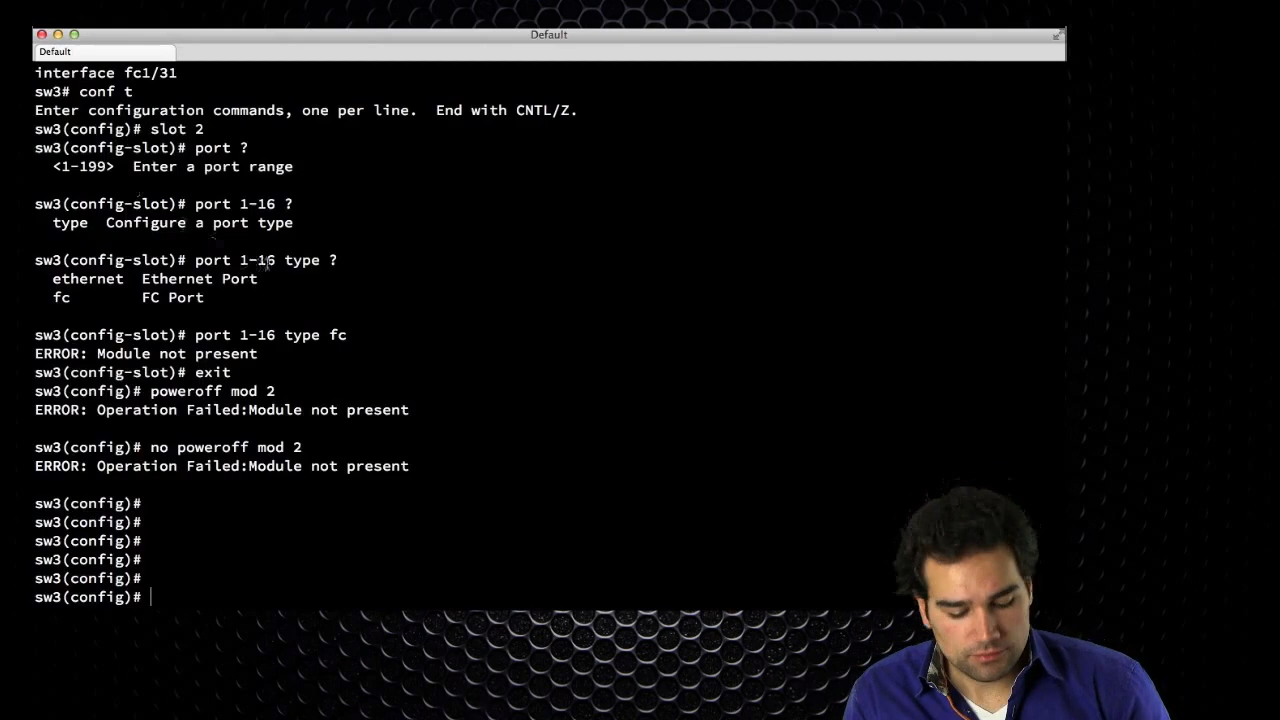 Default
Default
interface fc1/31
sw3# conf t
Enter configuration commands, one per line.  End with CNTL/Z.
sw3(config)# slot 2
sw3(config-slot)# port ?
  <1-199>  Enter a port range
sw3(config-slot)# port 1-16 ?
  type  Configure a port type
sw3(config-slot)# port 1-16 type ?
  ethernet  Ethernet Port
  fc        FC Port
sw3(config-slot)# port 1-16 type fc
ERROR: Module not present
sw3(config-slot)# exit
sw3(config)# poweroff mod 2
ERROR: Operation Failed:Module not present
sw3(config)# no poweroff mod 2
ERROR: Operation Failed:Module not present
sw3(config)#
sw3(config)#
sw3(config)#
sw3(config)#
sw3(config)#
sw3(config)#